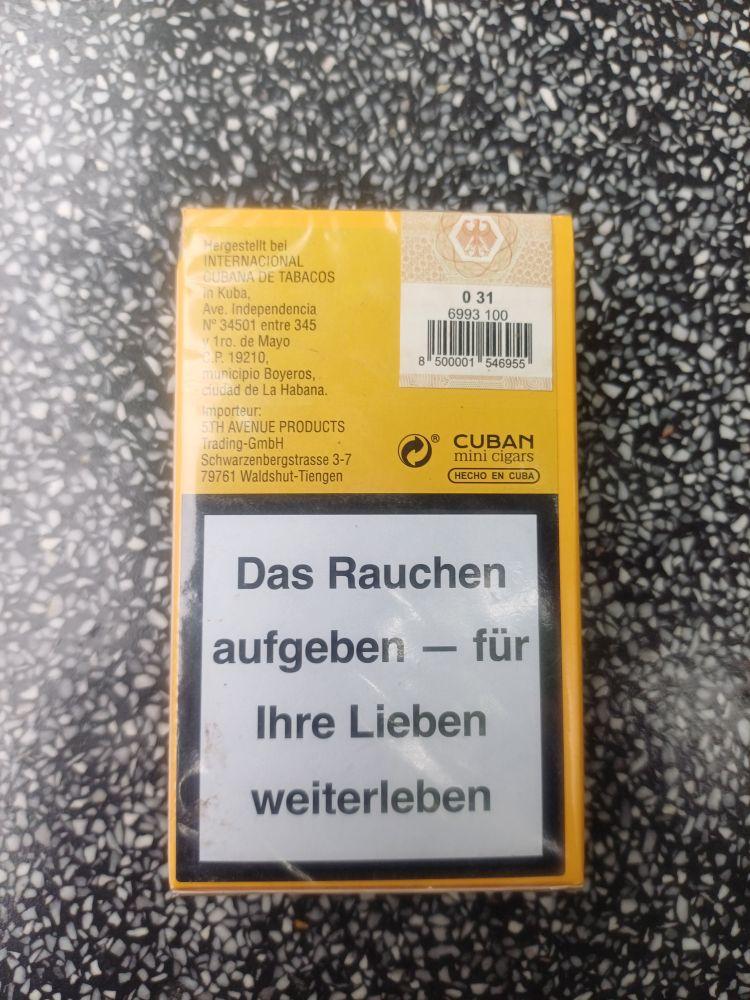 Hergestellt bei
INTERNACIONAL
CUBANA DE TABACOS
in Kuba,
Ave. Independencia
Nº 34501 entre 345
y 1ro. de Mayo
C.P. 19210,
municipio Boyeros,
ciudad de La Habana.
Importeur:
5TH AVENUE PRODUCTS
Trading-GmbH
Schwarzenbergstrasse 3-7
79761 Waldshut-Tiengen
0 31
6993 100
8 500001 546955
®
CUBAN
mini cigars
HECHO EN CUBA
Das Rauchen
aufgeben – für
Ihre Lieben
weiterleben